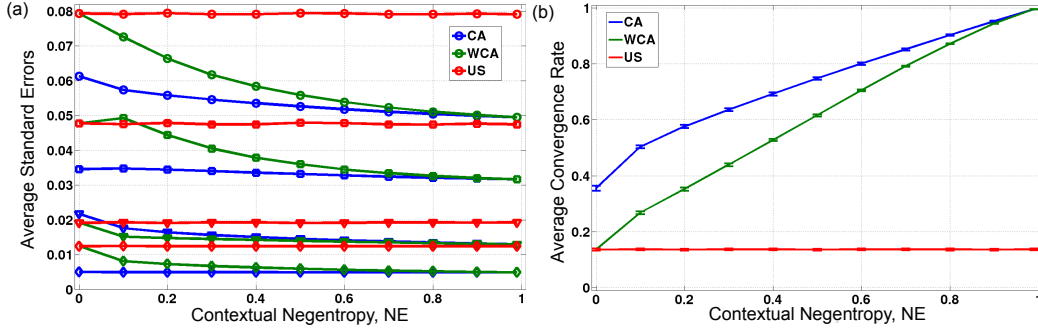 (a)
Average Standard Errors
0.08
0.07
0.06
0.05
0.04
0.03
0.02
0.01
0
CA
WCA
US
0 0.2 0.4 0.6 0.8 1
Contextual Negentropy, NE
(b)
Average Convergence Rate
1
0.8
0.6
0.4
0.2
0
CA
WCA
US
0 0.2 0.4 0.6 0.8 1
Contextual Negentropy, NE